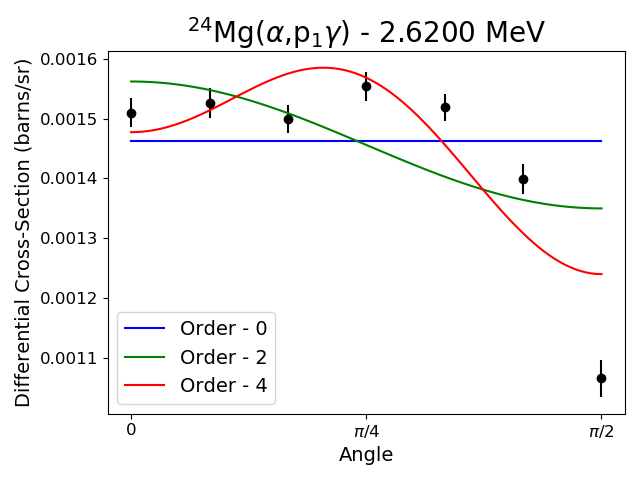 ²⁴Mg(α,p₁γ) - 2.6200 MeV
Differential Cross-Section (barns/sr)
0.0016
0.0015
0.0014
0.0013
0.0012
0.0011
Order - 0
Order - 2
Order - 4
0
π/4
π/2
Angle